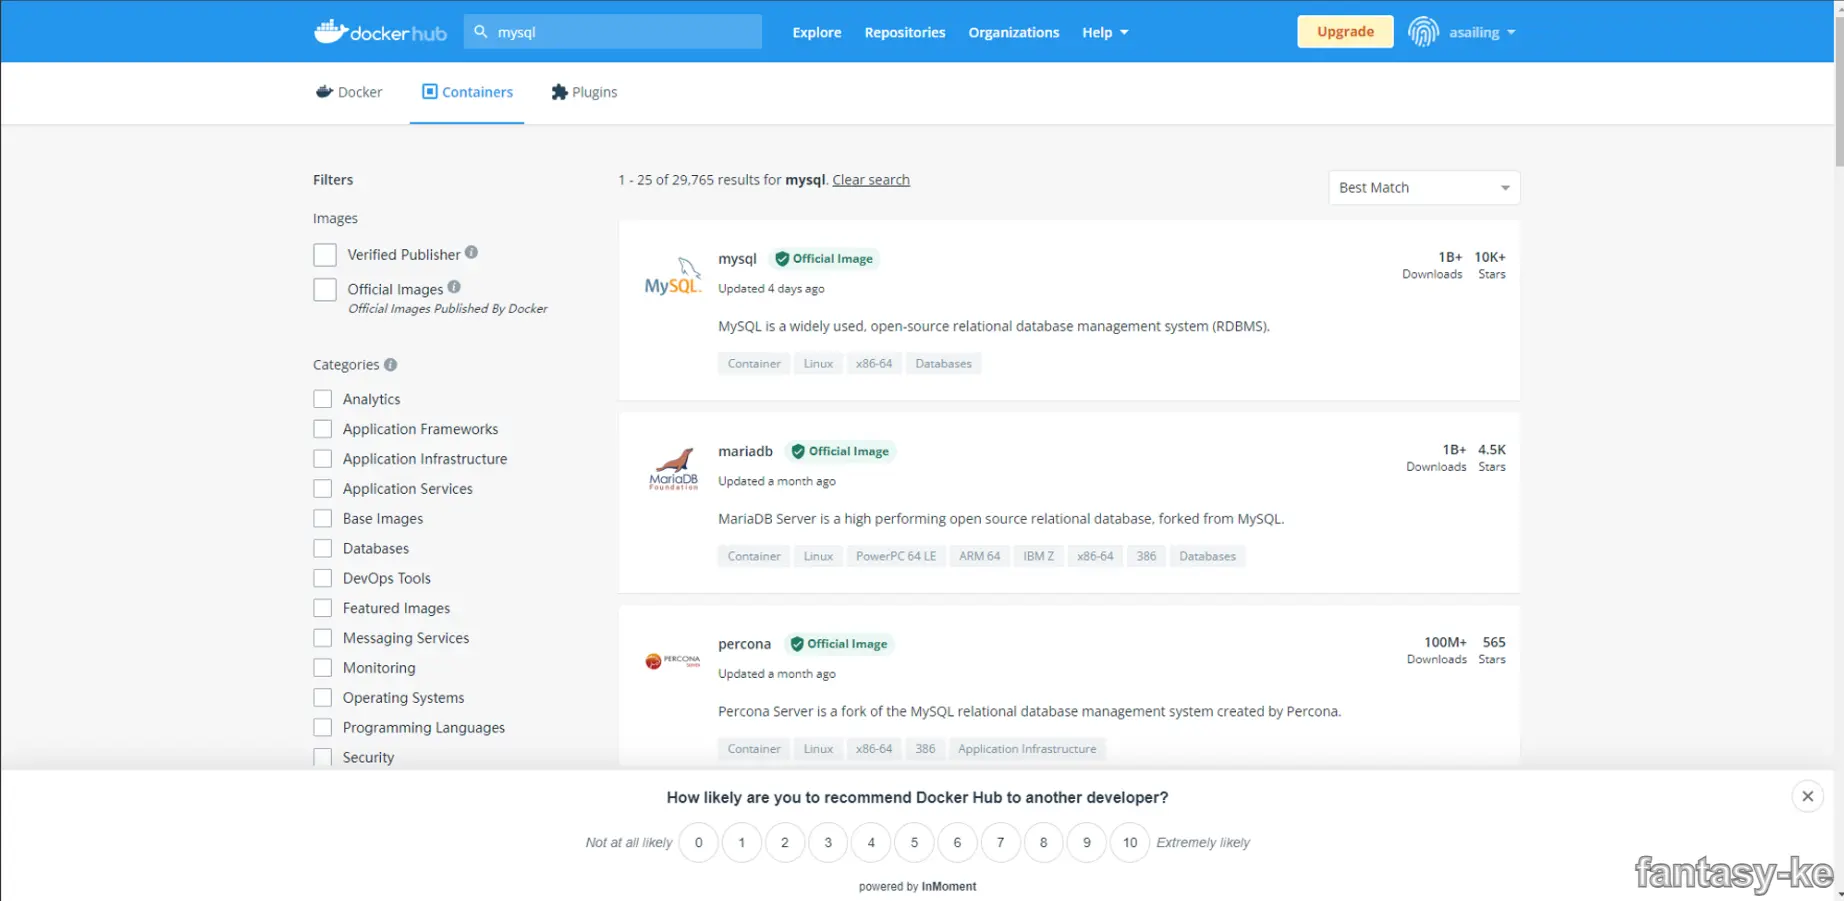 docker hub
mysql
Explore
Repositories
Organizations
Help
Upgrade
asailing
Docker
Containers
Plugins
Filters
1 - 25 of 29,765 results for mysql. Clear search
Best Match
Images
Verified Publisher
Official Images
Official Images Published By Docker
Categories
Analytics
Application Frameworks
Application Infrastructure
Application Services
Base Images
Databases
DevOps Tools
Featured Images
Messaging Services
Monitoring
Operating Systems
Programming Languages
Security
MySQL.
mysql
Official Image
Updated 4 days ago
1B+ 10K+
Downloads Stars
MySQL is a widely used, open-source relational database management system (RDBMS).
Container Linux x86-64 Databases
MariaDB
Foundation
mariadb
Official Image
Updated a month ago
1B+ 4.5K
Downloads Stars
MariaDB Server is a high performing open source relational database, forked from MySQL.
Container Linux PowerPC 64 LE ARM 64 IBM Z x86-64 386 Databases
PERCONA
Server
percona
Official Image
Updated a month ago
100M+ 565
Downloads Stars
Percona Server is a fork of the MySQL relational database management system created by Percona.
Container Linux x86-64 386 Application Infrastructure
How likely are you to recommend Docker Hub to another developer?
Not at all likely 0 1 2 3 4 5 6 7 8 9 10 Extremely likely
powered by InMoment
fantasy-ke